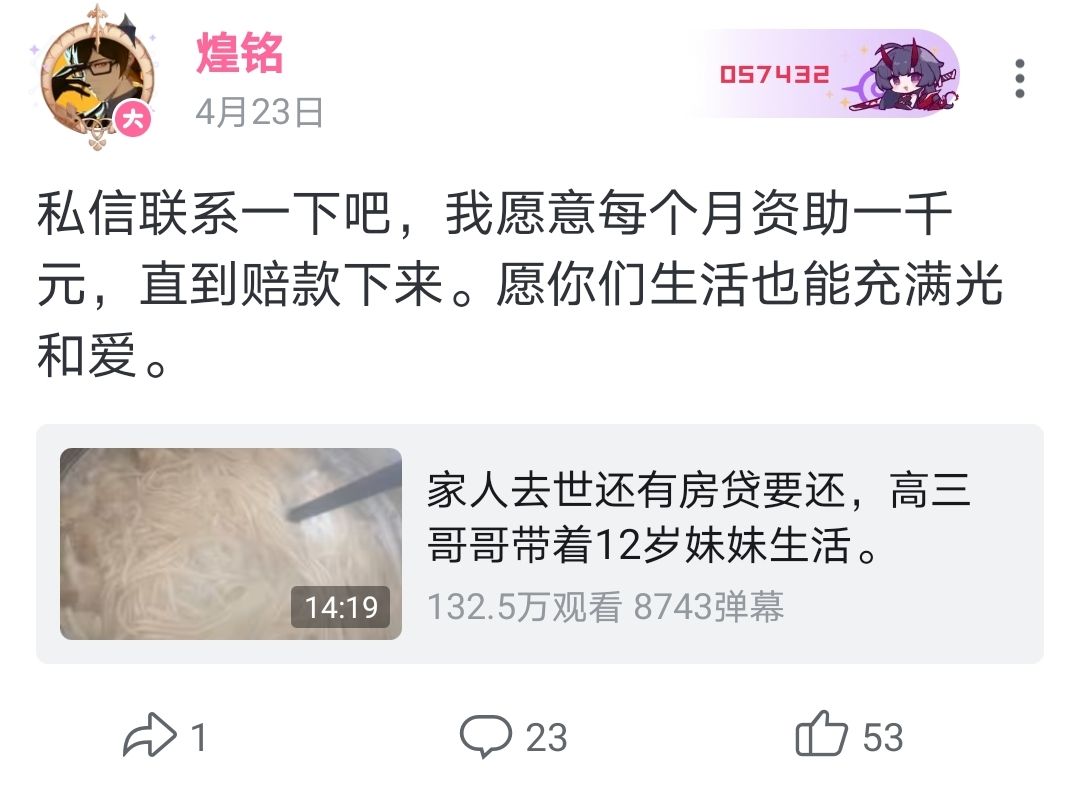 煌铭
4月23日
057432
大
私信联系一下吧，我愿意每个月资助一千
元，直到赔款下来。愿你们生活也能充满光
和爱。
家人去世还有房贷要还，高三
哥哥带着12岁妹妹生活。
14:19
132.5万观看 8743弹幕
1
23
53